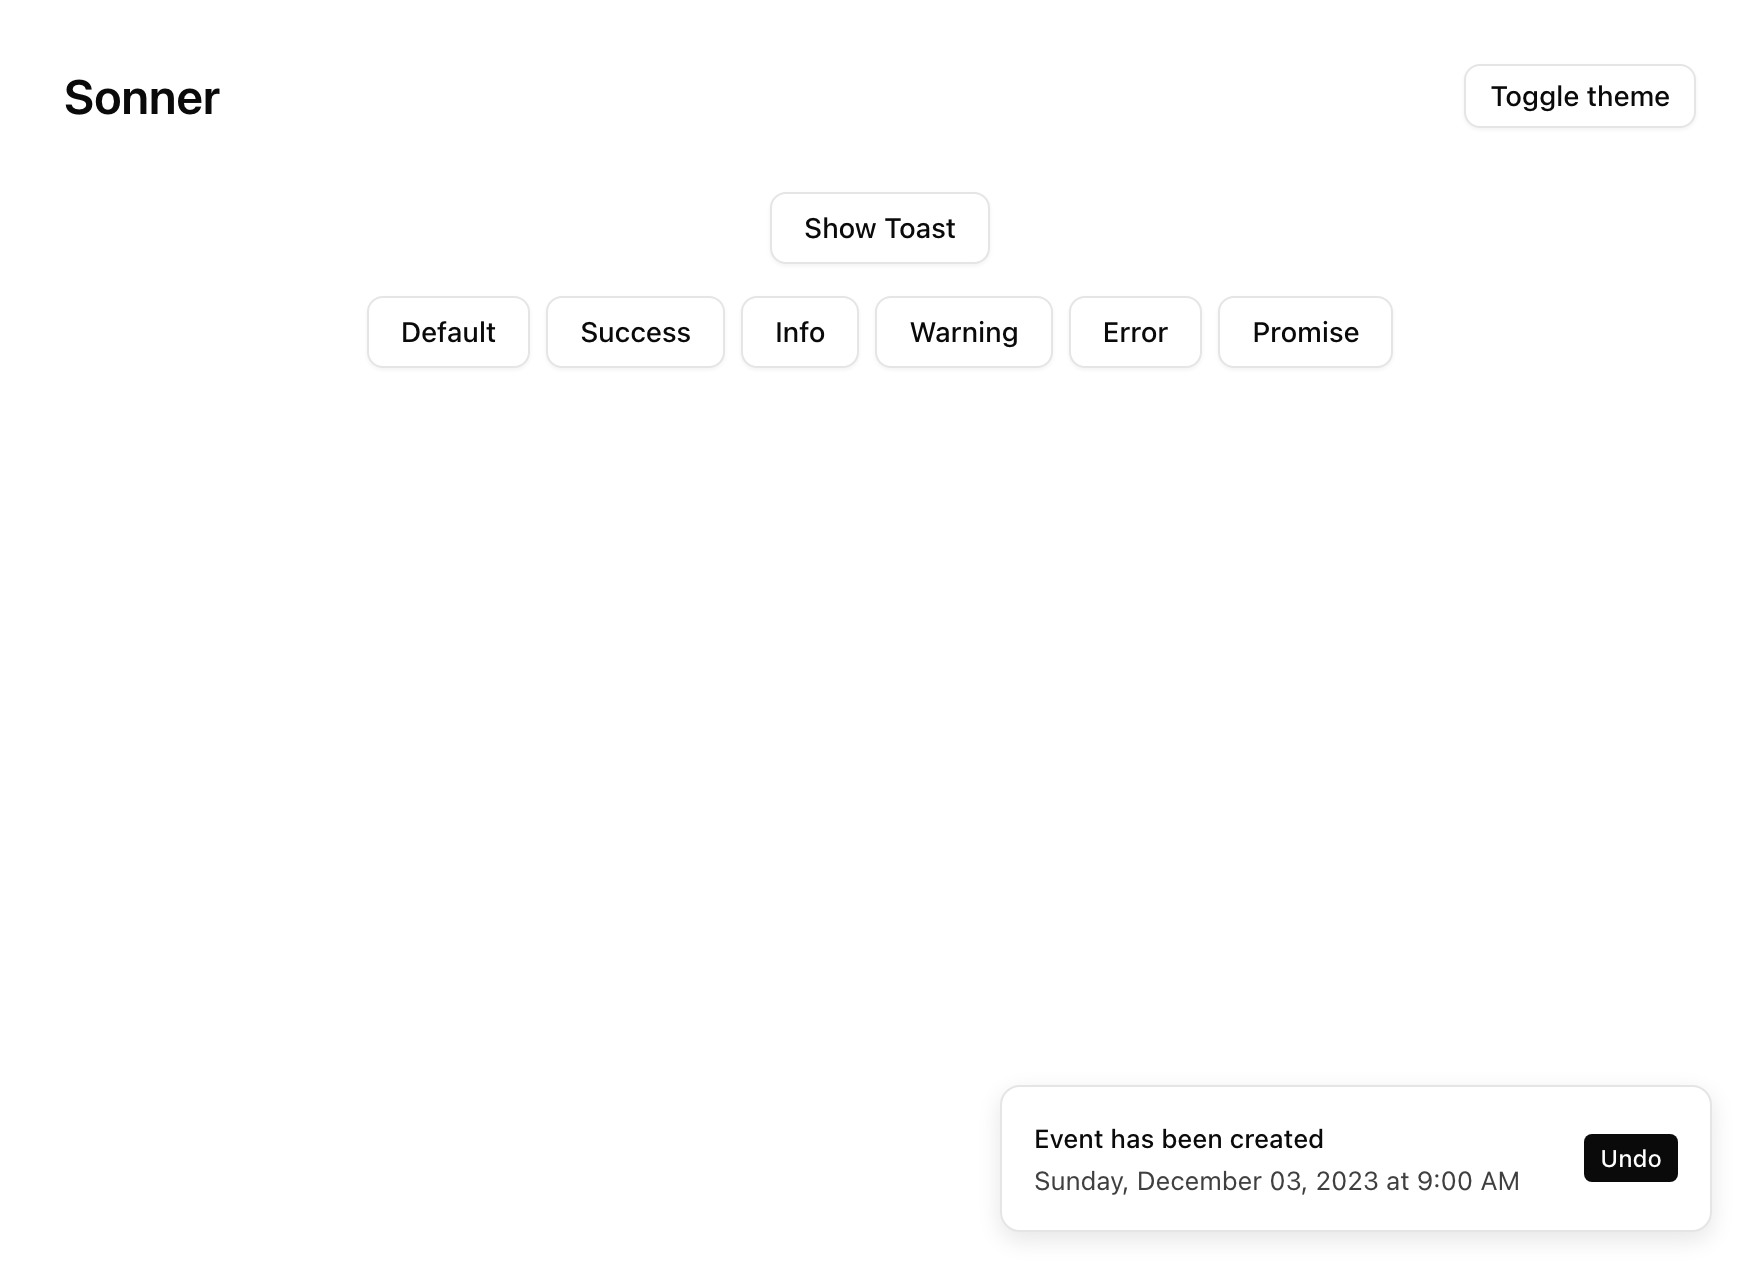 Sonner
Toggle theme
Show Toast
Default
Success
Info
Warning
Error
Promise
Event has been created
Sunday, December 03, 2023 at 9:00 AM
Undo